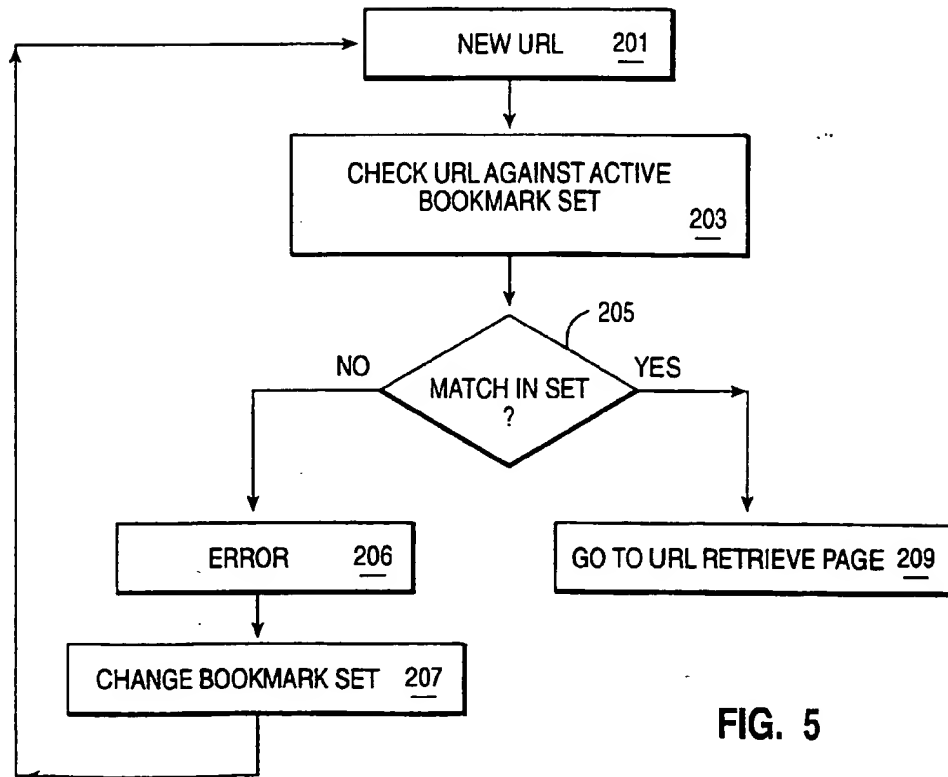 NEW URL 201
CHECK URL AGAINST ACTIVE
BOOKMARK SET
203
205
NO
YES
MATCH IN SET
?
ERROR 206
GO TO URL RETRIEVE PAGE 209
CHANGE BOOKMARK SET 207
FIG. 5